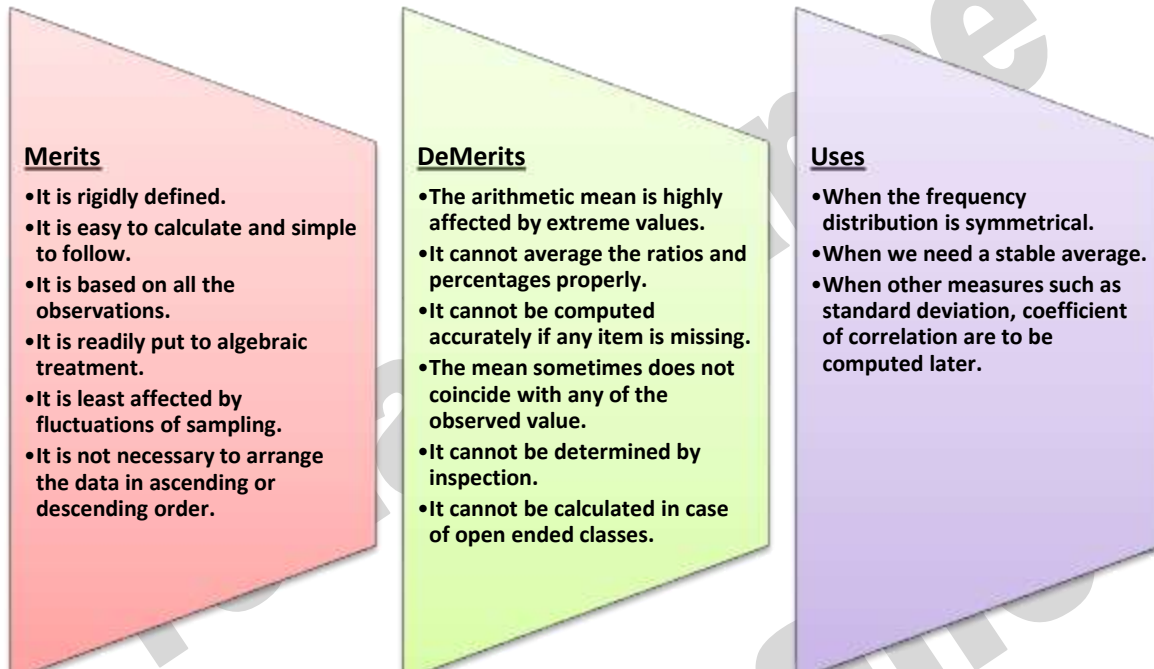 Merits
•It is rigidly defined.
•It is easy to calculate and simple
to follow.
•It is based on all the
observations.
•It is readily put to algebraic
treatment.
•It is least affected by
fluctuations of sampling.
•It is not necessary to arrange
the data in ascending or
descending order.
DeMerits
•The arithmetic mean is highly
affected by extreme values.
•It cannot average the ratios and
percentages properly.
•It cannot be computed
accurately if any item is missing.
•The mean sometimes does not
coincide with any of the
observed value.
•It cannot be determined by
inspection.
•It cannot be calculated in case
of open ended classes.
Uses
•When the frequency
distribution is symmetrical.
•When we need a stable average.
•When other measures such as
standard deviation, coefficient
of correlation are to be
computed later.